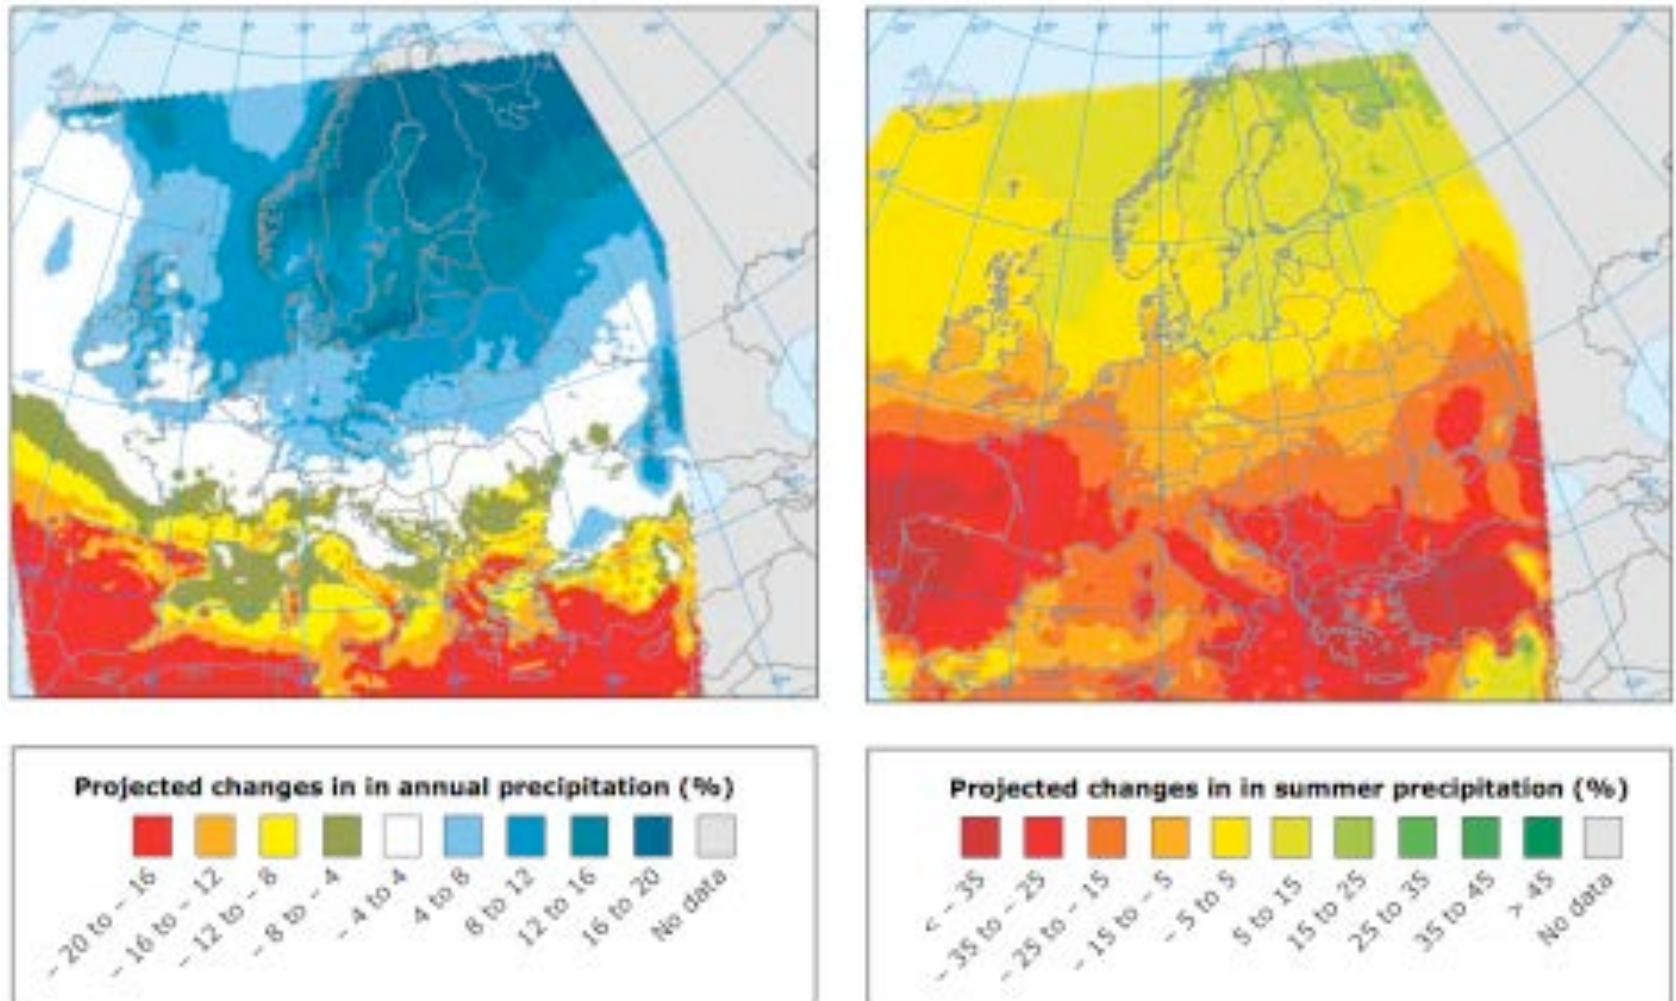 Projected changes in in annual precipitation (%)
– 20 to – 16
– 16 to – 12
– 12 to – 8
– 8 to – 4
– 4 to 4
4 to 8
8 to 12
12 to 16
16 to 20
No data
Projected changes in in summer precipitation (%)
< – 35
– 35 to – 25
– 25 to – 15
– 15 to – 5
– 5 to 5
5 to 15
15 to 25
25 to 35
35 to 45
> 45
No data